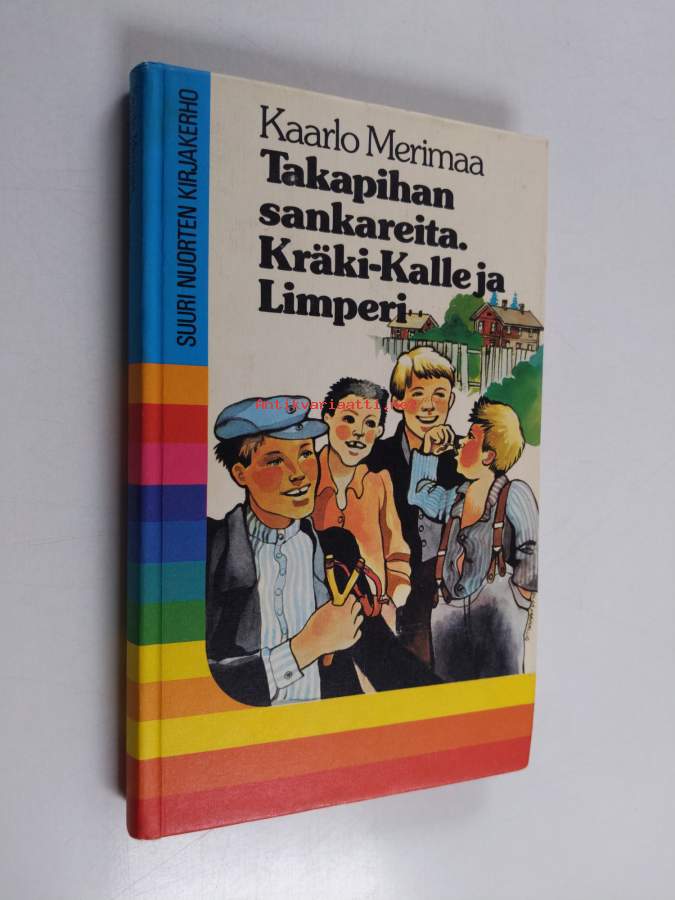 SUURI NUORTEN KIRJAKERHO
Kaarlo Merimaa
Takapihan
sankareita.
Kräki-Kalle ja
Limperi
Antikvariaatti.net